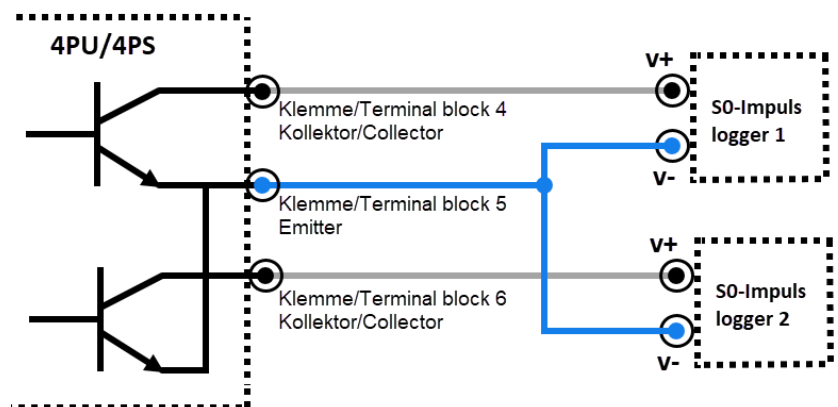 4PU/4PS
Klemme/Terminal block 4
Kollektor/Collector
Klemme/Terminal block 5
Emitter
Klemme/Terminal block 6
Kollektor/Collector
V+
S0-Impuls
logger 1
V-
V+
S0-Impuls
logger 2
V-